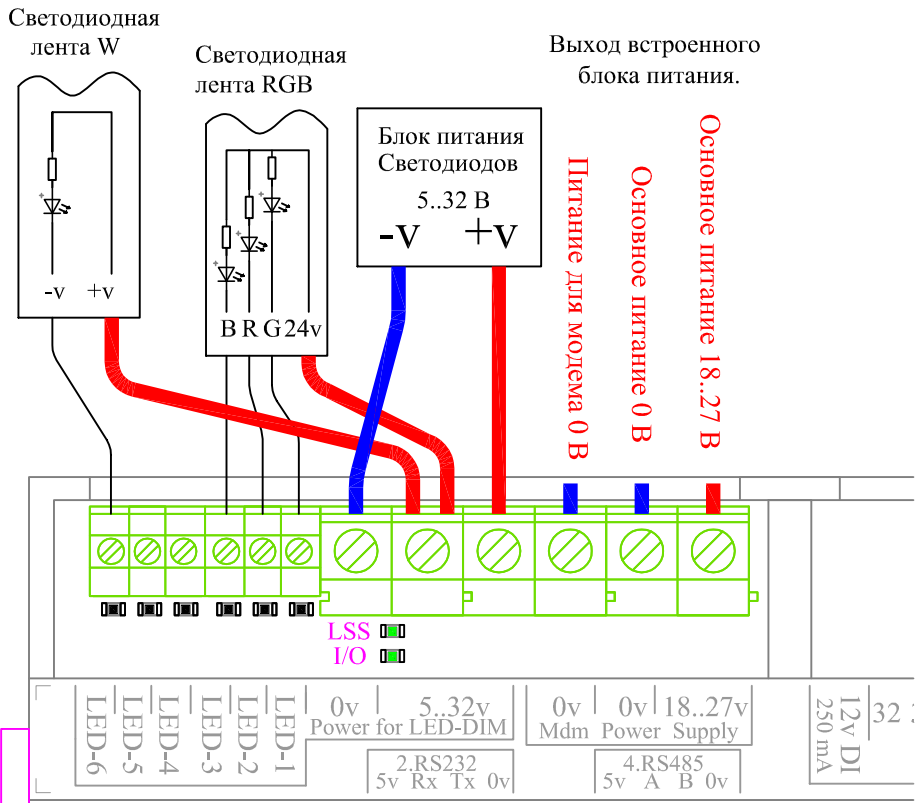 Светодиодная
лента W
Светодиодная
лента RGB
Выход встроенного
блока питания.
Блок питания
Светодиодов
5..32 В
-v +v
-v +v
B R G 24v
Питание для модема 0 В
Основное питание 0 В
Основное питание 18..27 В
LSS
I/O
LED-6
LED-5
LED-4
LED-3
LED-2
LED-1
0v 5..32v
Power for LED-DIM
0v 0v 18..27v
Mdm Power Supply
2.RS232
5v Rx Tx 0v
4.RS485
5v A B 0v
12v DI
250 mA
32